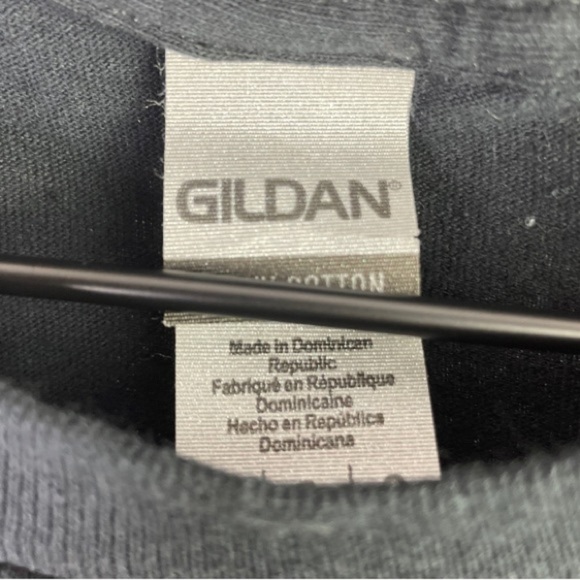 GILDAN®
COTTON
Made in Dominican
Republic
Fabriqué en République
Dominicaine
Hecho en República
Dominicana